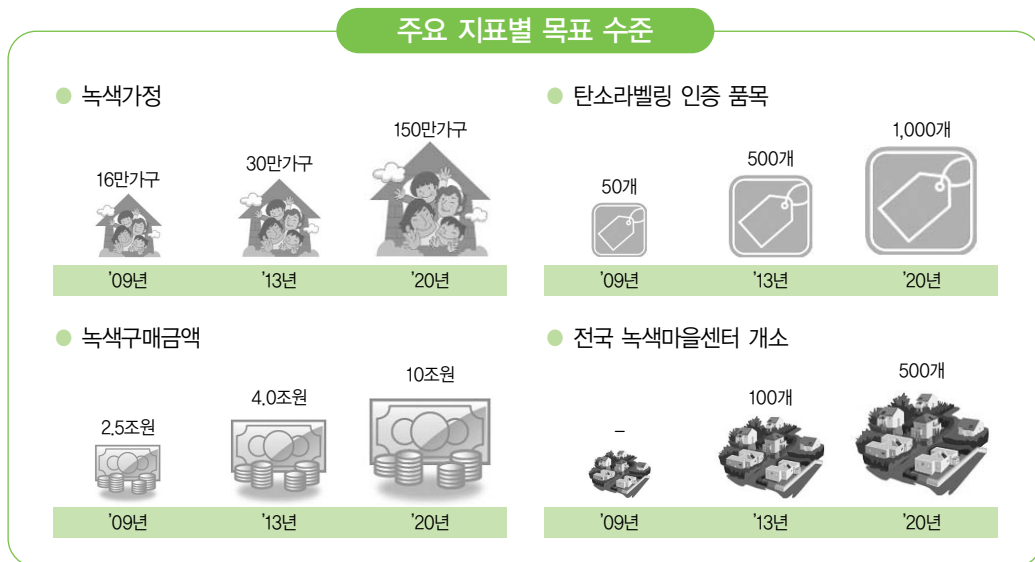 주요 지표별 목표 수준
녹색가정
16만가구
30만가구
150만가구
'09년
'13년
'20년
탄소라벨링 인증 품목
50개
500개
1,000개
'09년
'13년
'20년
녹색구매금액
2.5조원
4.0조원
10조원
'09년
'13년
'20년
전국 녹색마을센터 개소
–
100개
500개
'09년
'13년
'20년